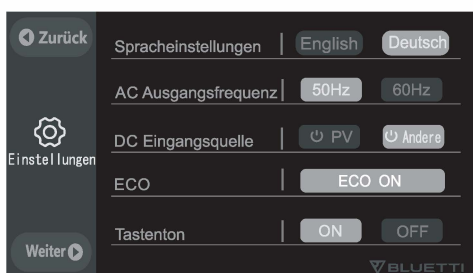 Zurück
Spracheinstellungen English Deutsch
AC Ausgangsfrequenz 50Hz 60Hz
DC Eingangsquelle PV Andere
Einstellungen
ECO ECO ON
Tastenton ON OFF
Weiter
BLUETTI